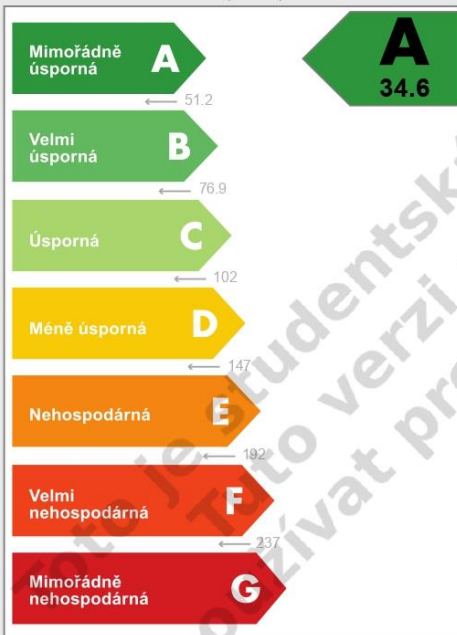 Mimořádně
úsporná
A
51.2
Velmi
úsporná
B
76.9
Úsporná
C
102
Méně úsporná
D
147
Nehospodárná
E
192
Velmi
nehospodárná
F
237
Mimořádně
nehospodárná
G
A
34.6
Toto je studentsk
Tuto verzi
používat pro